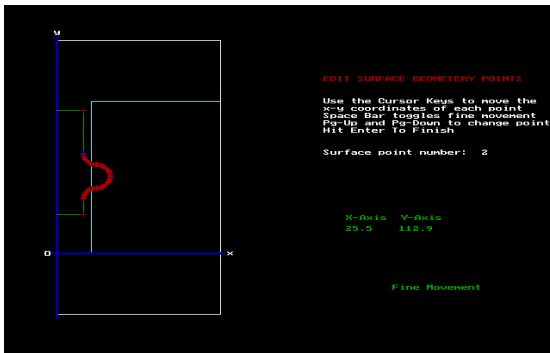 y
EDIT SURFACE GEOMETERY POINTS
Use the Cursor Keys to move the
x-y coordinates of each point
Space Bar toggles fine movement
Pg-Up and Pg-Down to change point
Hit Enter To Finish
Surface point number: 2
X-Axis Y-Axis
25.5 112.9
0 x
Fine Movement